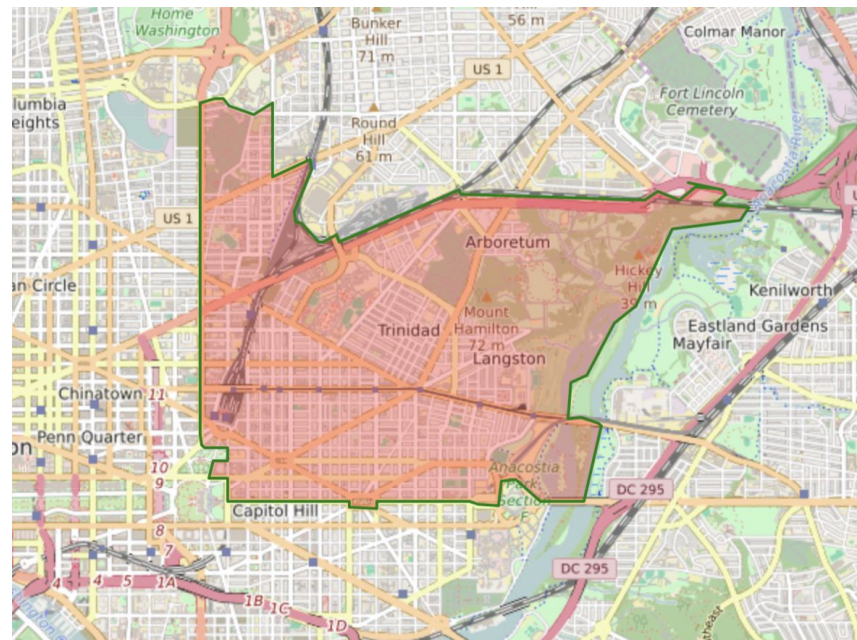 Home
Washington
Bunker
Hill
71 m
56 m
Colmar Manor
US 1
Fort Lincoln
Cemetery
lumbia
eights
Round
Hill
61 m
Anacostia River
US 1
Arboretum
an Circle
Hickey
Hill
39 m
Kenilworth
Mount
Hamilton
72 m
Trinidad
Eastland Gardens
Mayfair
Langston
Chinatown
11
Penn Quarter
on
10
9
Anacostia
Park
Section
F
DC 295
Capitol Hill
8
7
4
4
5
1A
DC 295
1B
1C
1D